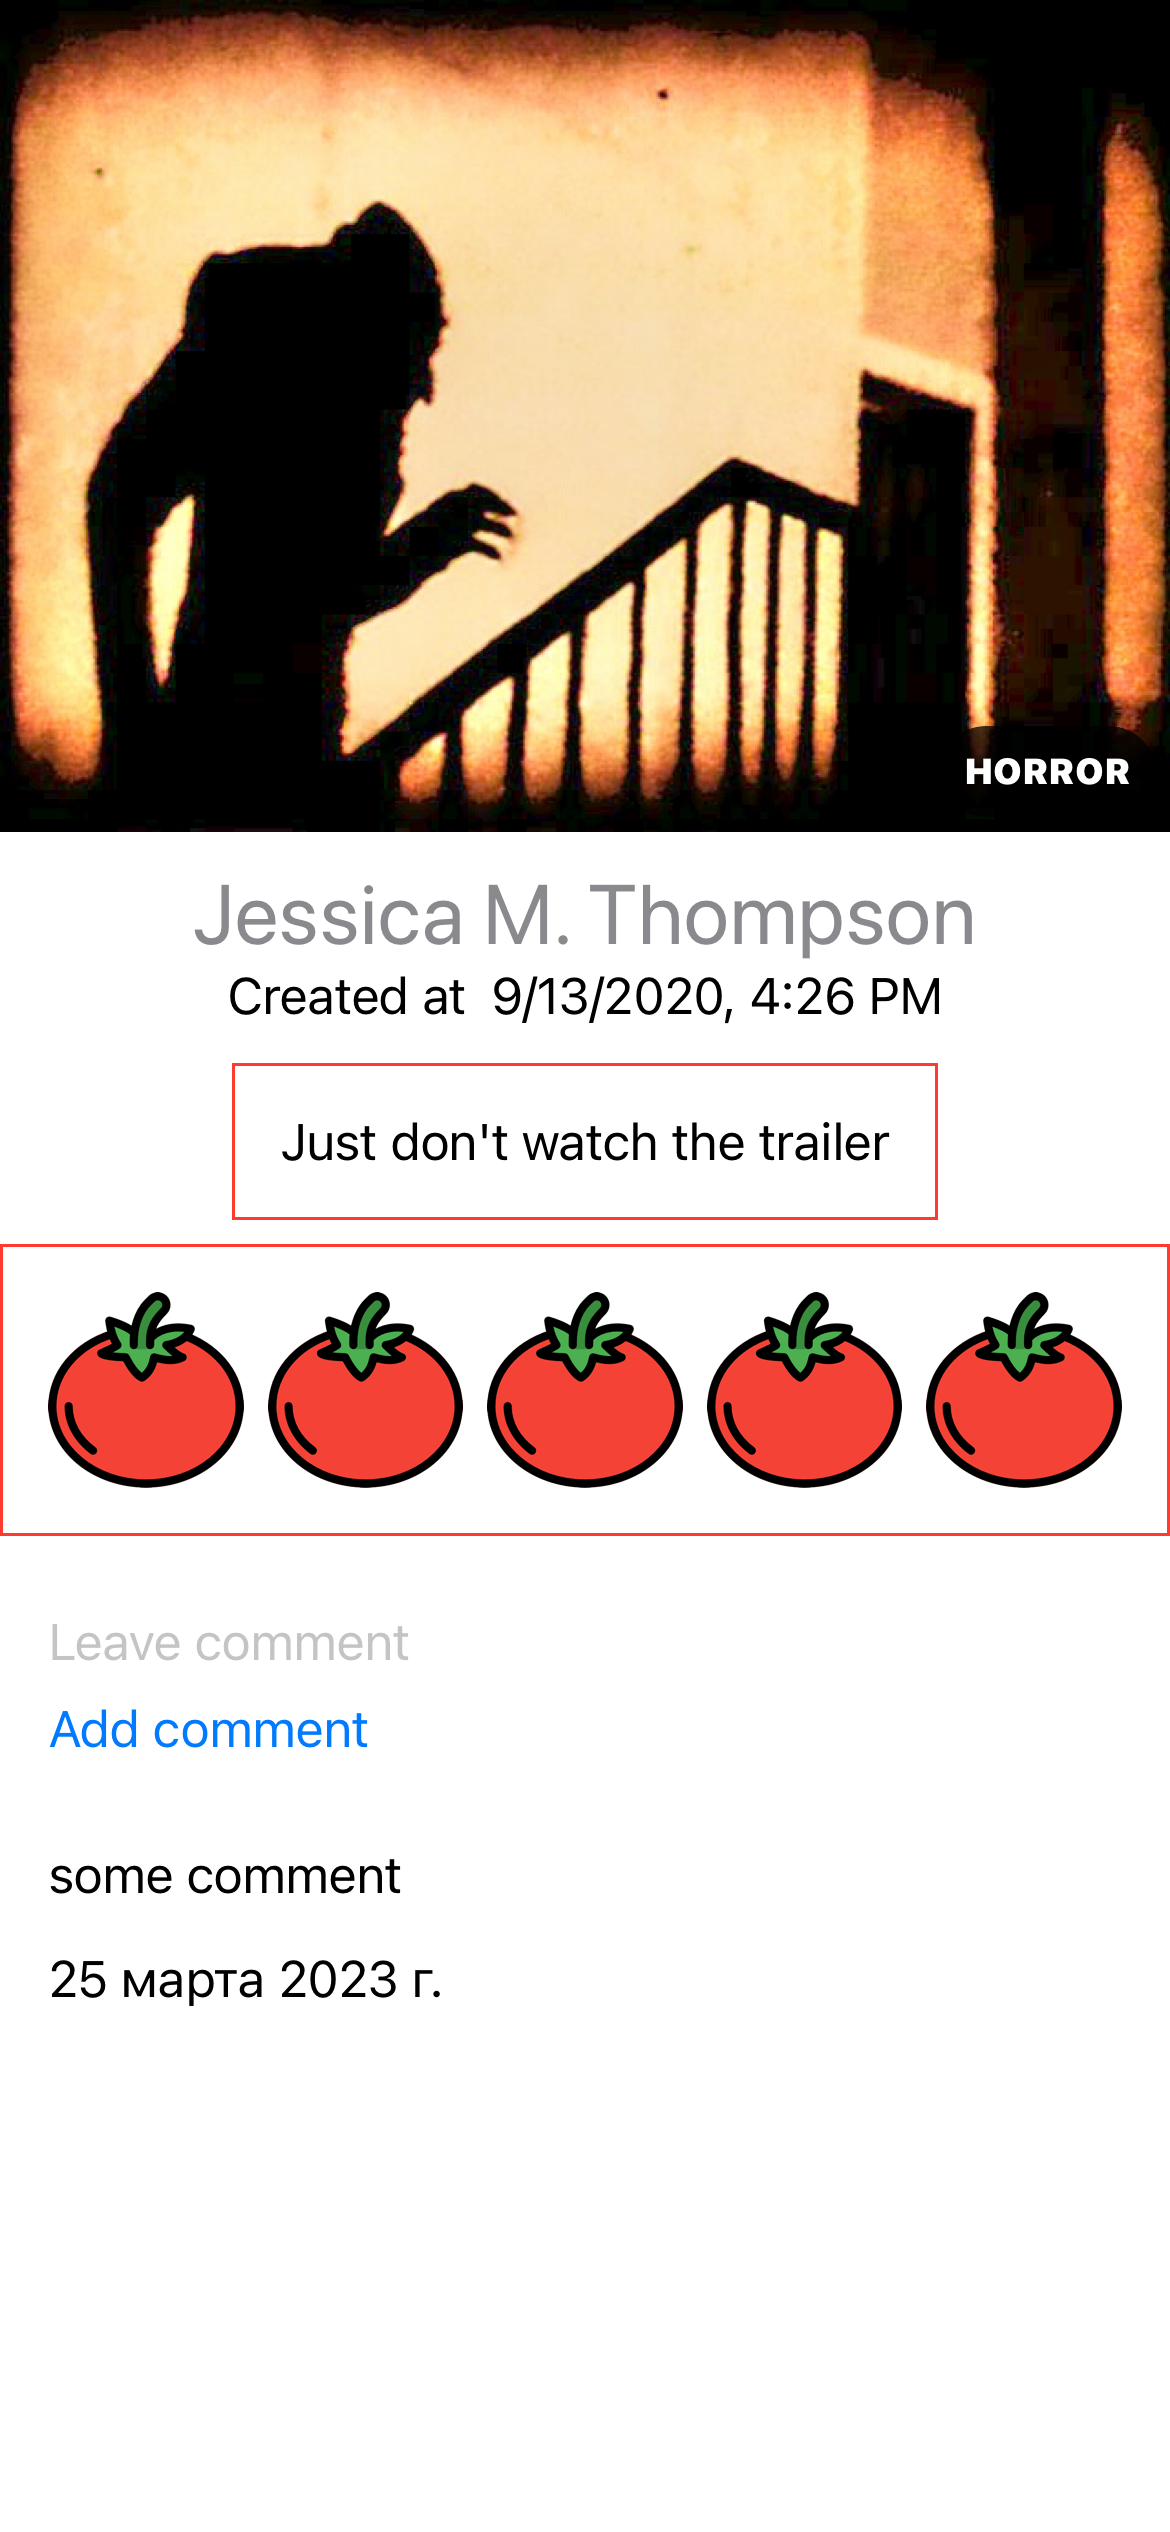 HORROR
Jessica M. Thompson
Created at  9/13/2020, 4:26 PM
Just don't watch the trailer
Leave comment
Add comment
some comment
25 марта 2023 г.